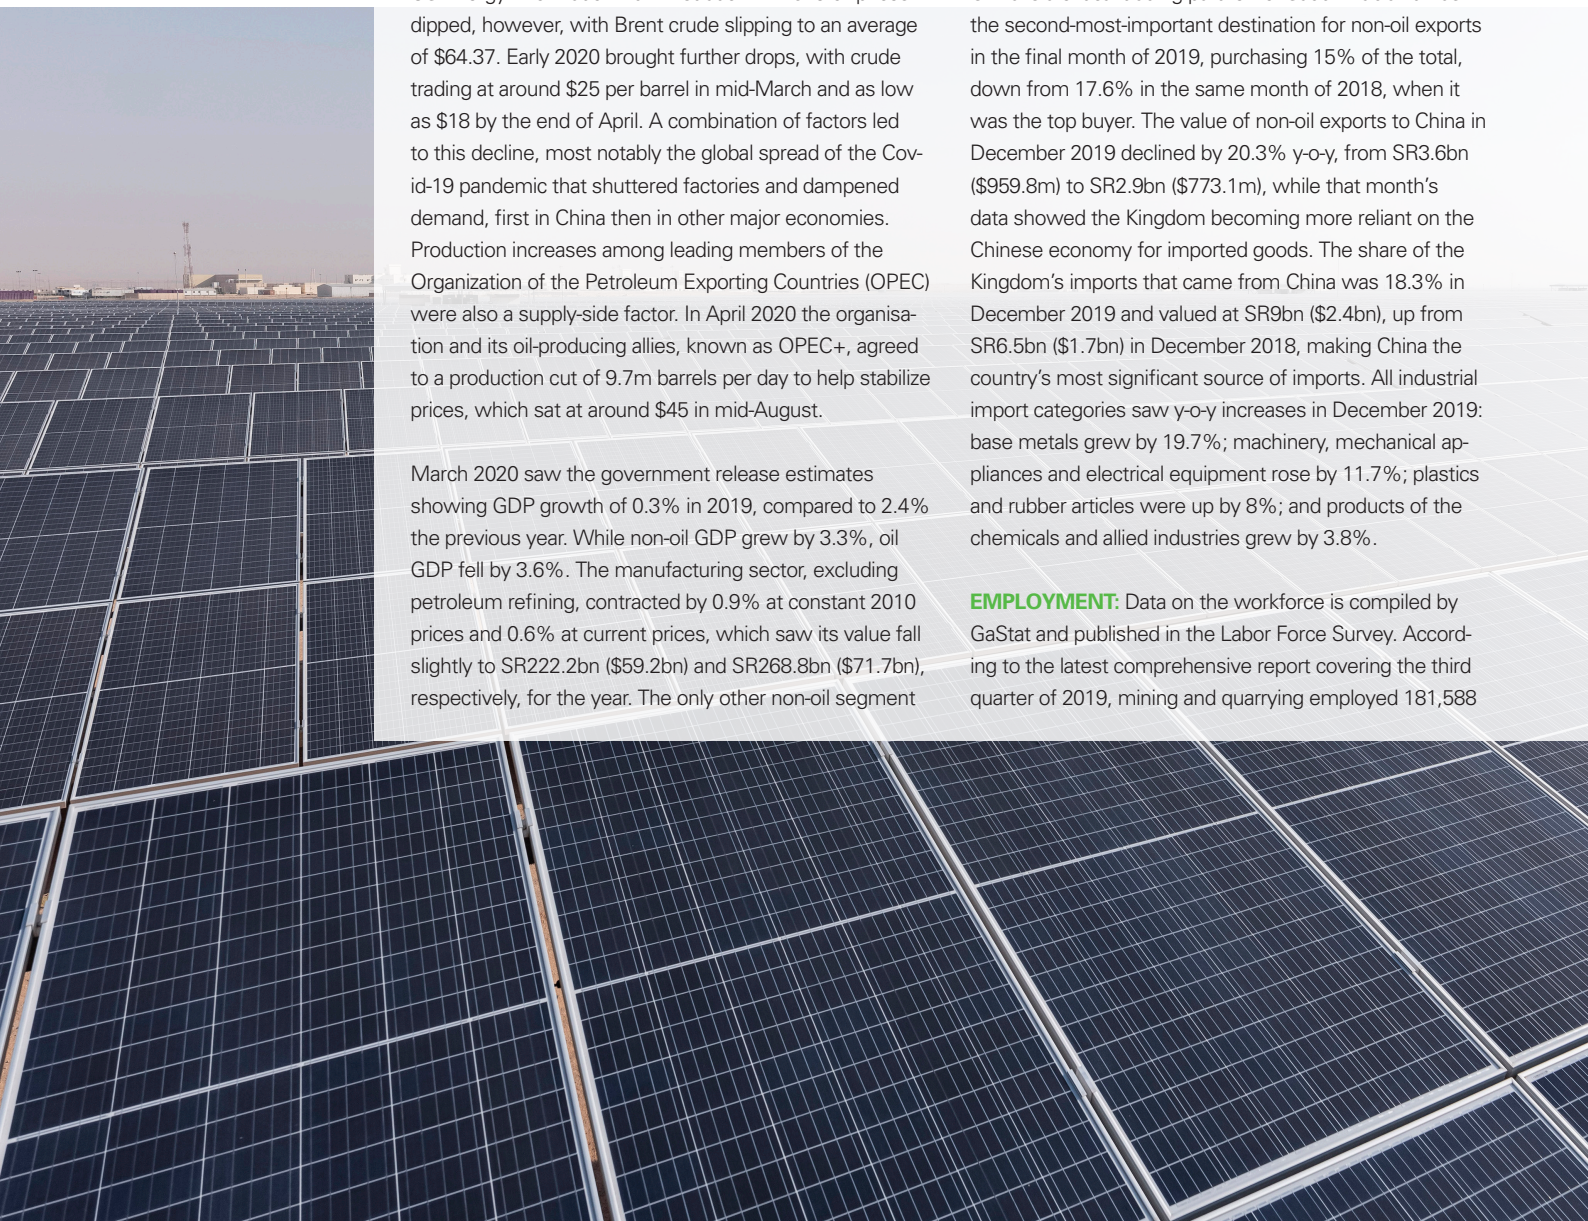 dipped, however, with Brent crude slipping to an average
of $64.37. Early 2020 brought further drops, with crude
trading at around $25 per barrel in mid-March and as low
as $18 by the end of April. A combination of factors led
to this decline, most notably the global spread of the Cov-
id-19 pandemic that shuttered factories and dampened
demand, first in China then in other major economies.
Production increases among leading members of the
Organization of the Petroleum Exporting Countries (OPEC)
were also a supply-side factor. In April 2020 the organisa-
tion and its oil-producing allies, known as OPEC+, agreed
to a production cut of 9.7m barrels per day to help stabilize
prices, which sat at around $45 in mid-August.
March 2020 saw the government release estimates
showing GDP growth of 0.3% in 2019, compared to 2.4%
the previous year. While non-oil GDP grew by 3.3%, oil
GDP fell by 3.6%. The manufacturing sector, excluding
petroleum refining, contracted by 0.9% at constant 2010
prices and 0.6% at current prices, which saw its value fall
slightly to SR222.2bn ($59.2bn) and SR268.8bn ($71.7bn),
respectively, for the year. The only other non-oil segment
the second-most-important destination for non-oil exports
in the final month of 2019, purchasing 15% of the total,
down from 17.6% in the same month of 2018, when it
was the top buyer. The value of non-oil exports to China in
December 2019 declined by 20.3% y-o-y, from SR3.6bn
($959.8m) to SR2.9bn ($773.1m), while that month's
data showed the Kingdom becoming more reliant on the
Chinese economy for imported goods. The share of the
Kingdom's imports that came from China was 18.3% in
December 2019 and valued at SR9bn ($2.4bn), up from
SR6.5bn ($1.7bn) in December 2018, making China the
country's most significant source of imports. All industrial
import categories saw y-o-y increases in December 2019:
base metals grew by 19.7%; machinery, mechanical ap-
pliances and electrical equipment rose by 11.7%; plastics
and rubber articles were up by 8%; and products of the
chemicals and allied industries grew by 3.8%.
EMPLOYMENT: Data on the workforce is compiled by
GaStat and published in the Labor Force Survey. Accord-
ing to the latest comprehensive report covering the third
quarter of 2019, mining and quarrying employed 181,588